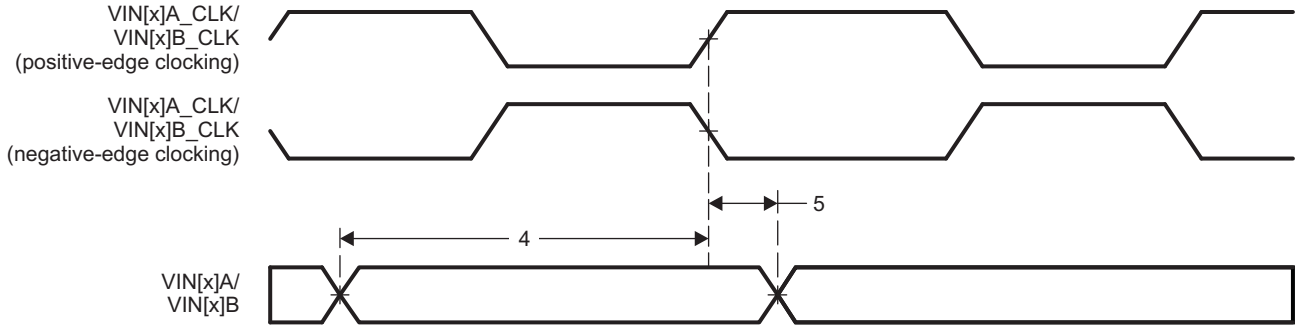 VIN[x]A_CLK/
VIN[x]B_CLK
(positive-edge clocking)
VIN[x]A_CLK/
VIN[x]B_CLK
(negative-edge clocking)
5
4
VIN[x]A/
VIN[x]B